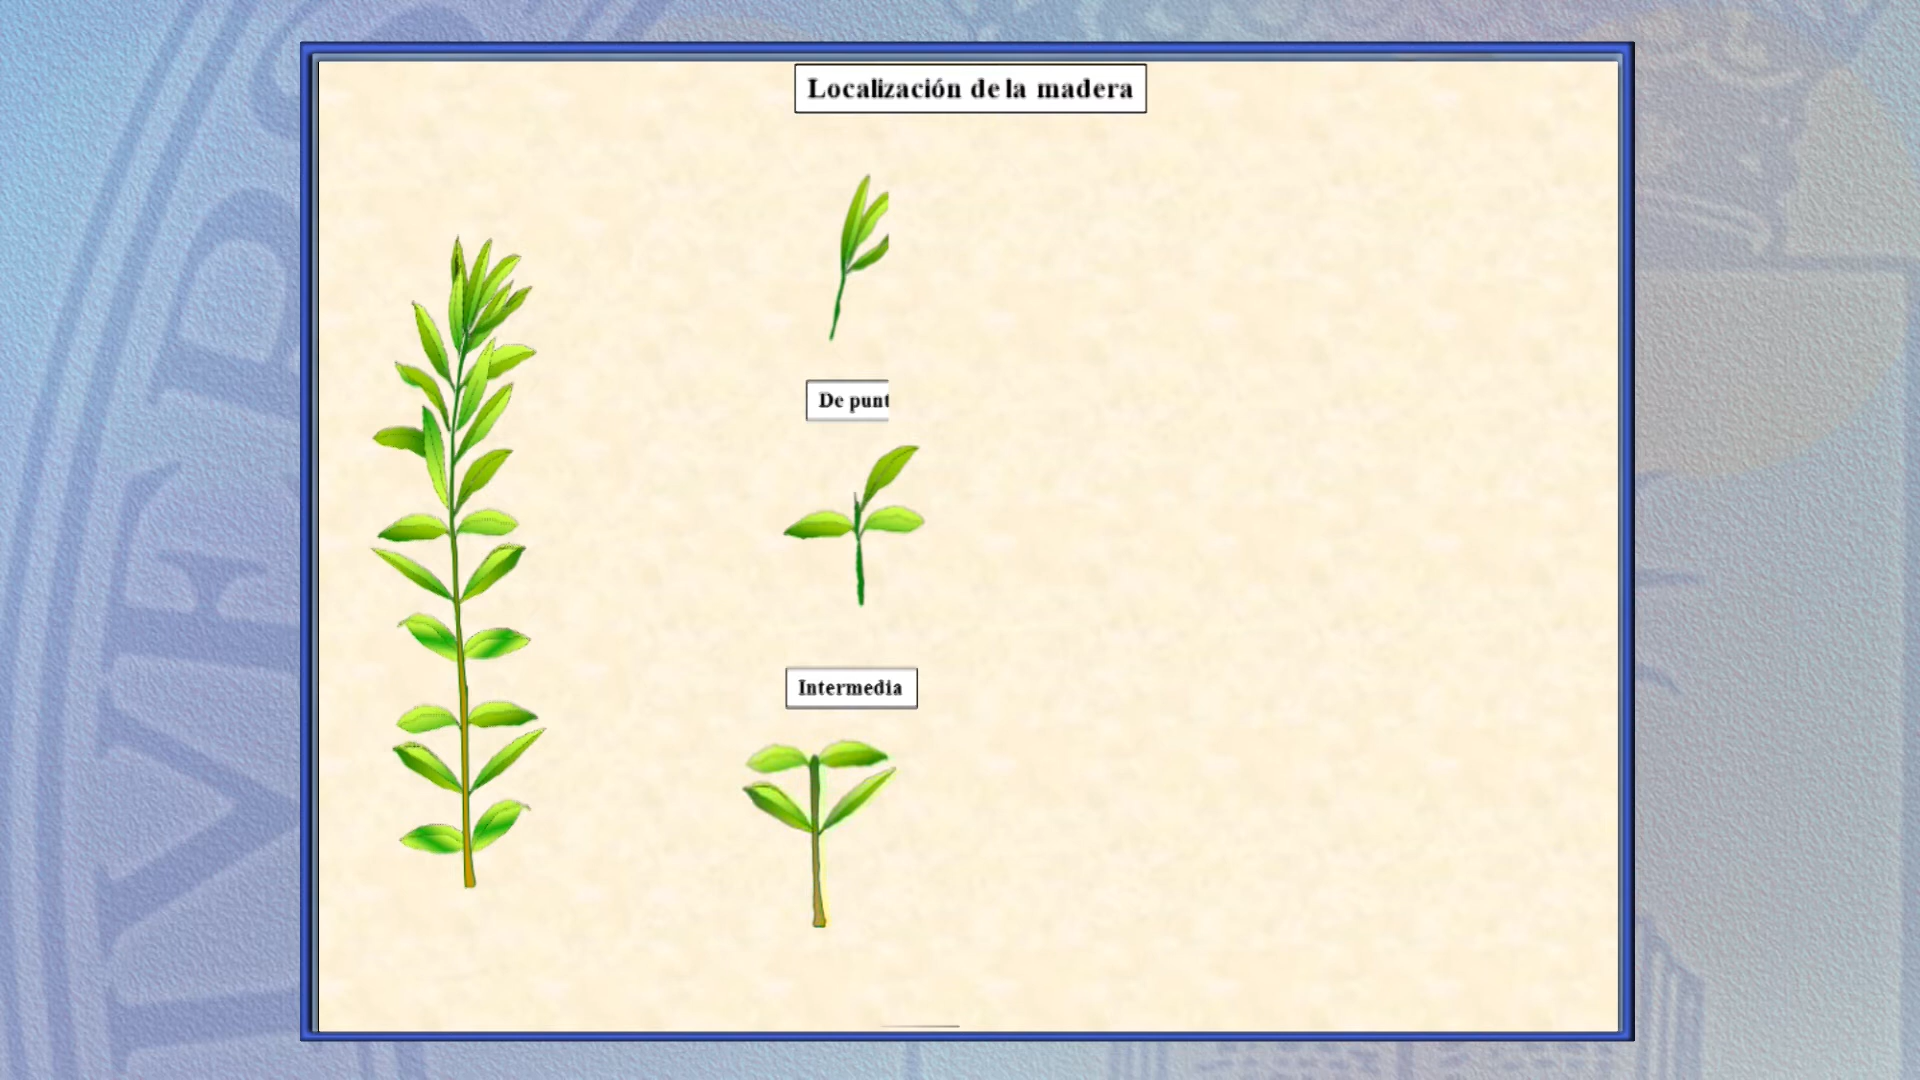 Localización de la madera
De punt
Intermedia